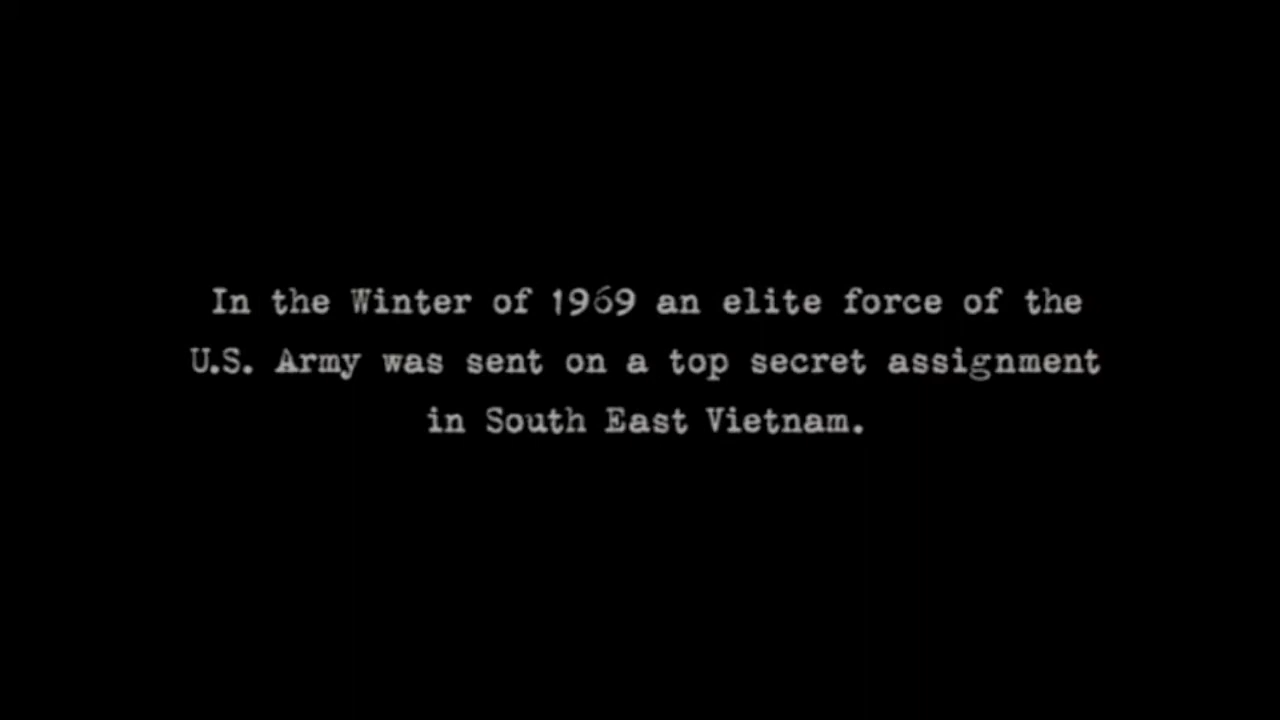 In the Winter of 1969 an elite force of the
U.S. Army was sent on a top secret assignment
in South East Vietnam.